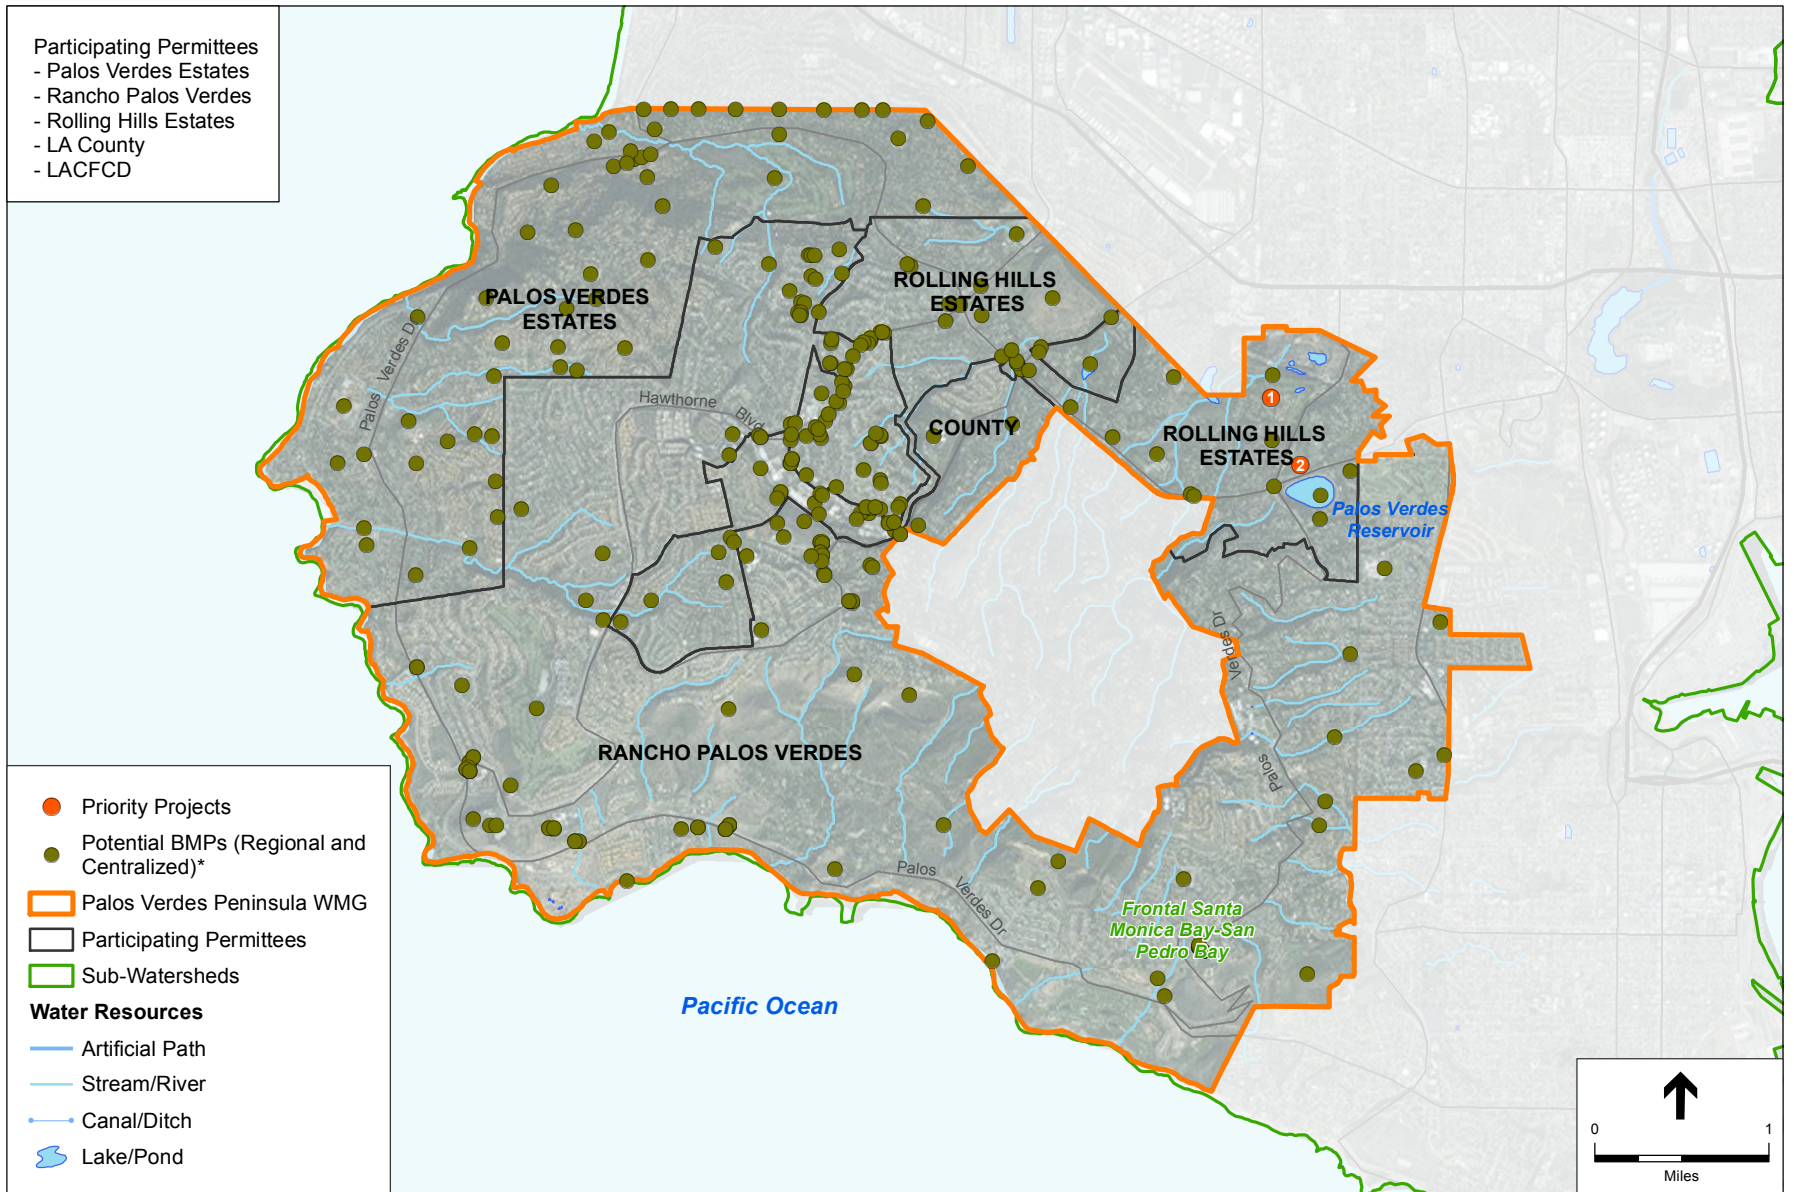 Participating Permittees
- Palos Verdes Estates
- Rancho Palos Verdes
- Rolling Hills Estates
- LA County
- LACFCD
ROLLING HILLS
ESTATES
PALOS VERDES
ESTATES
Palos Verdes D
Hawthorne Blvd
COUNTY
1
ROLLING HILLS
ESTATES
2
Palos Verdes
Reservoir
Palos Verdes Dr
RANCHO PALOS VERDES
Palos Verdes Dr
Frontal Santa
Monica Bay-San
Pedro Bay
Pacific Ocean
Priority Projects
Potential BMPs (Regional and
Centralized)*
Palos Verdes Peninsula WMG
Participating Permittees
Sub-Watersheds
Water Resources
Artificial Path
Stream/River
Canal/Ditch
Lake/Pond
0 1
Miles